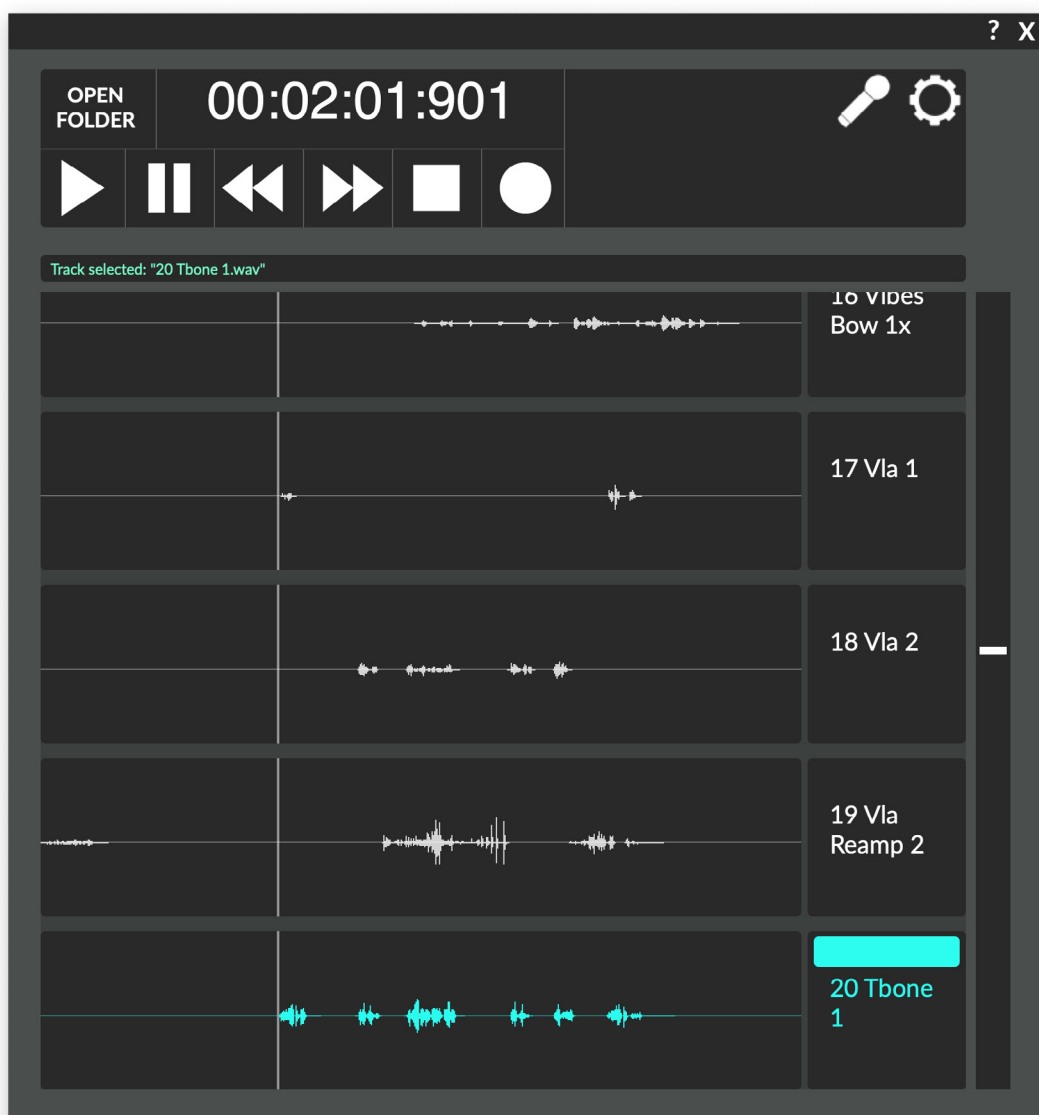 ? X
OPEN
FOLDER
00:02:01:901
Track selected: "20 Tbone 1.wav"
16 Vibes
Bow 1x
17 Vla 1
18 Vla 2
19 Vla
Reamp 2
20 Tbone
1